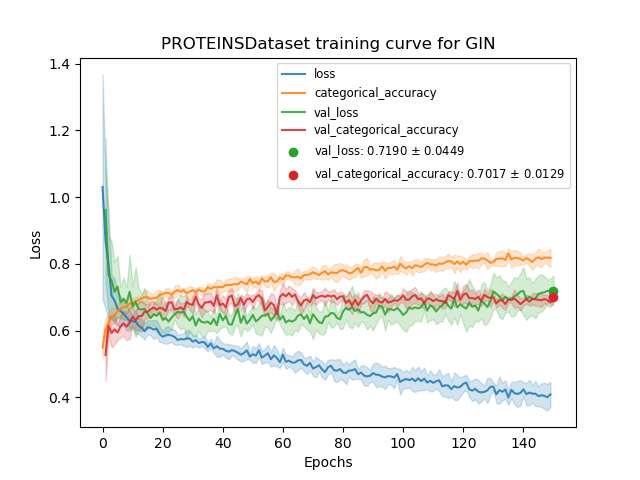 PROTEINSDataset training curve for GIN
1.4
1.2
1.0
0.8
0.6
0.4
Loss
loss
categorical_accuracy
val_loss
val_categorical_accuracy
val_loss: 0.7190 ± 0.0449
val_categorical_accuracy: 0.7017 ± 0.0129
0 20 40 60 80 100 120 140
Epochs